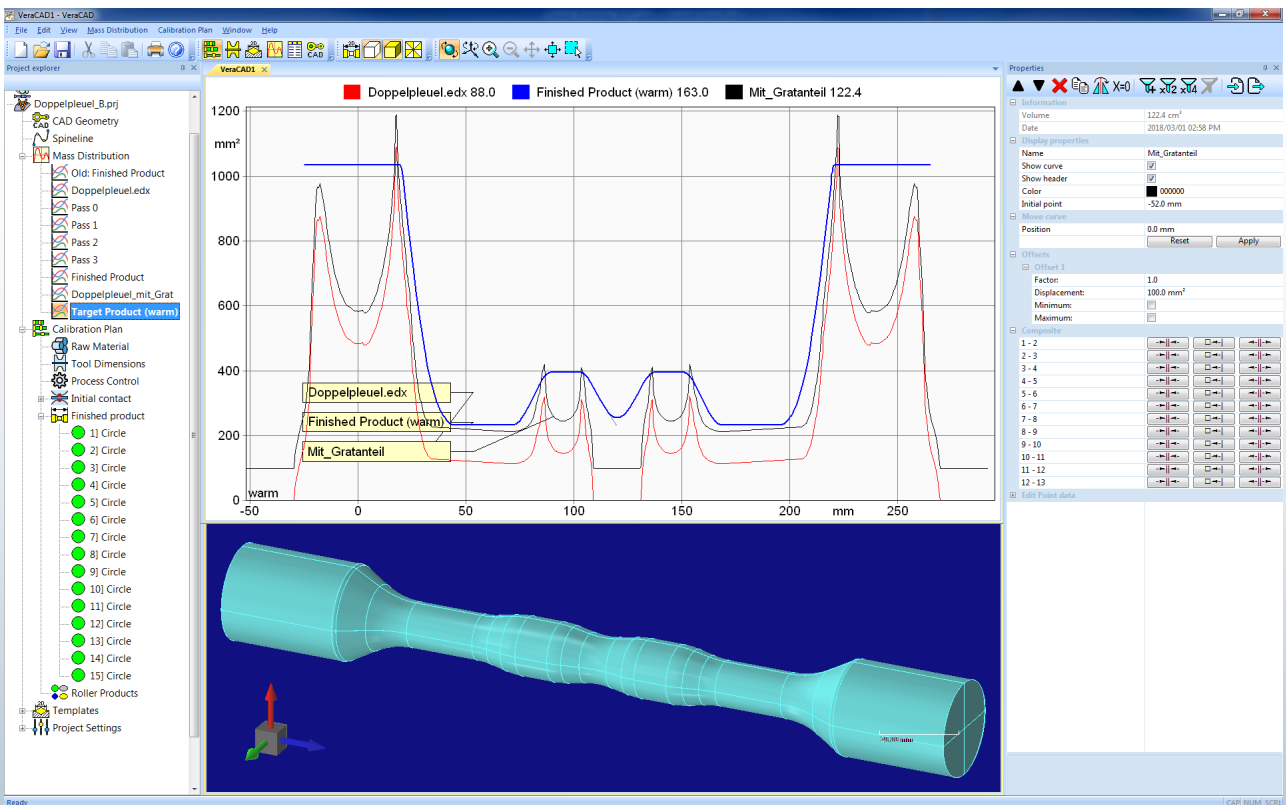 VeraCAD1 - VeraCAD
File Edit View Mass Distribution Calibration Plan Window Help
Project explorer
Doppelpleuel_B.prj
CAD Geometry
Spineline
Mass Distribution
Old: Finished Product
Doppelpleuel.edx
Pass 0
Pass 1
Pass 2
Pass 3
Finished Product
Doppelpleuel_mit_Grat
Target Product (warm)
Calibration Plan
Raw Material
Tool Dimensions
Process Control
Initial contact
Finished product
1] Circle
2] Circle
3] Circle
4] Circle
5] Circle
6] Circle
7] Circle
8] Circle
9] Circle
10] Circle
11] Circle
12] Circle
13] Circle
14] Circle
15] Circle
Roller Products
Templates
Project Settings
VeraCAD1
Doppelpleuel.edx 88.0 Finished Product (warm) 163.0 Mit_Gratanteil 122.4
1200
mm²
1000
800
600
400
200
0
Doppelpleuel.edx
Finished Product (warm)
Mit_Gratanteil
warm
-50 0 50 100 150 200 mm 250
Properties
X=0
Information
Volume 122.4 cm³
Date 2018/03/01 02:58 PM
Display properties
Name Mit_Gratanteil
Show curve
Show header
Color 000000
Initial point -52.0 mm
Move curve
Position 0.0 mm
Reset Apply
Offsets
Offset 1
Factor: 1.0
Displacement: 100.0 mm²
Minimum:
Maximum:
Composite
1 - 2
2 - 3
3 - 4
4 - 5
5 - 6
6 - 7
7 - 8
8 - 9
9 - 10
10 - 11
11 - 12
12 - 13
Edit Point data
Ready
CAP NUM SCRL